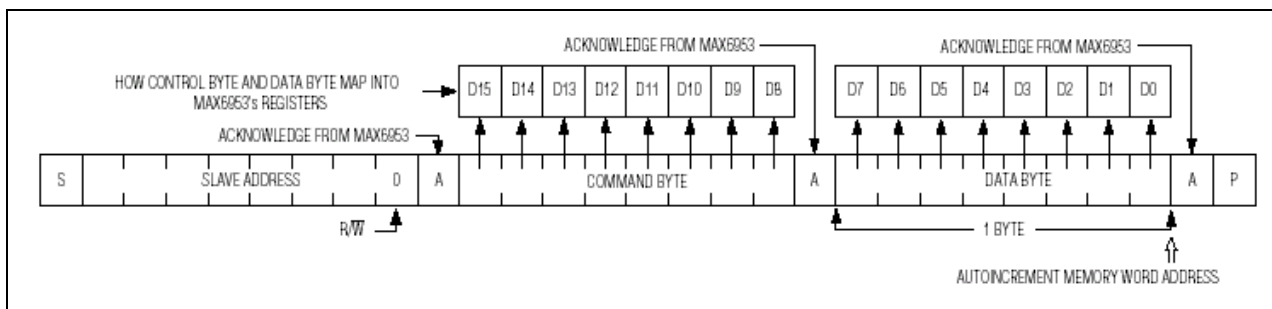 ACKNOWLEDGE FROM MAX6953
ACKNOWLEDGE FROM MAX6953
HOW CONTROL BYTE AND DATA BYTE MAP INTO
MAX6953's REGISTERS
D15 D14 D13 D12 D11 D10 D9 D8
D7 D6 D5 D4 D3 D2 D1 D0
ACKNOWLEDGE FROM MAX6953
S SLAVE ADDRESS 0 A COMMAND BYTE A DATA BYTE A P
R/W̅
1 BYTE
AUTOINCREMENT MEMORY WORD ADDRESS